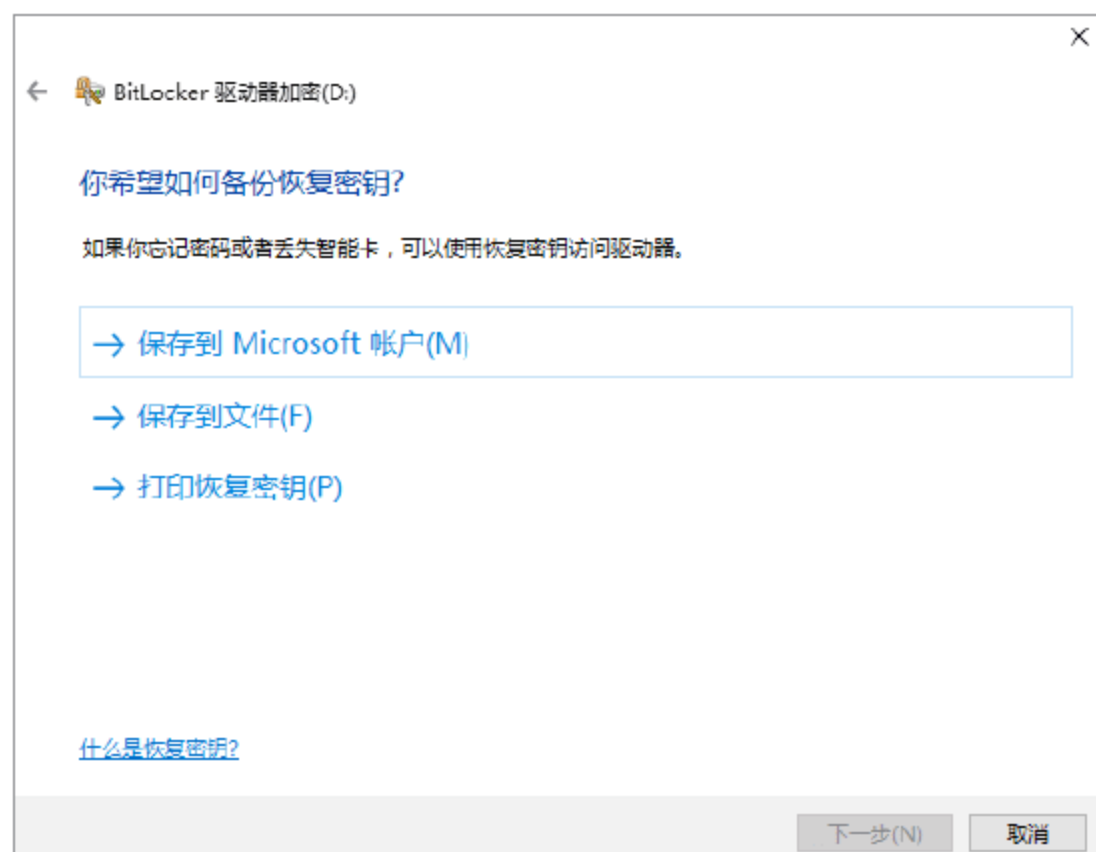 BitLocker 驱动器加密(D:)
你希望如何备份恢复密钥?
如果你忘记密码或者丢失智能卡，可以使用恢复密钥访问驱动器。
保存到 Microsoft 帐户(M)
保存到文件(F)
打印恢复密钥(P)
什么是恢复密钥?
下一步(N)
取消